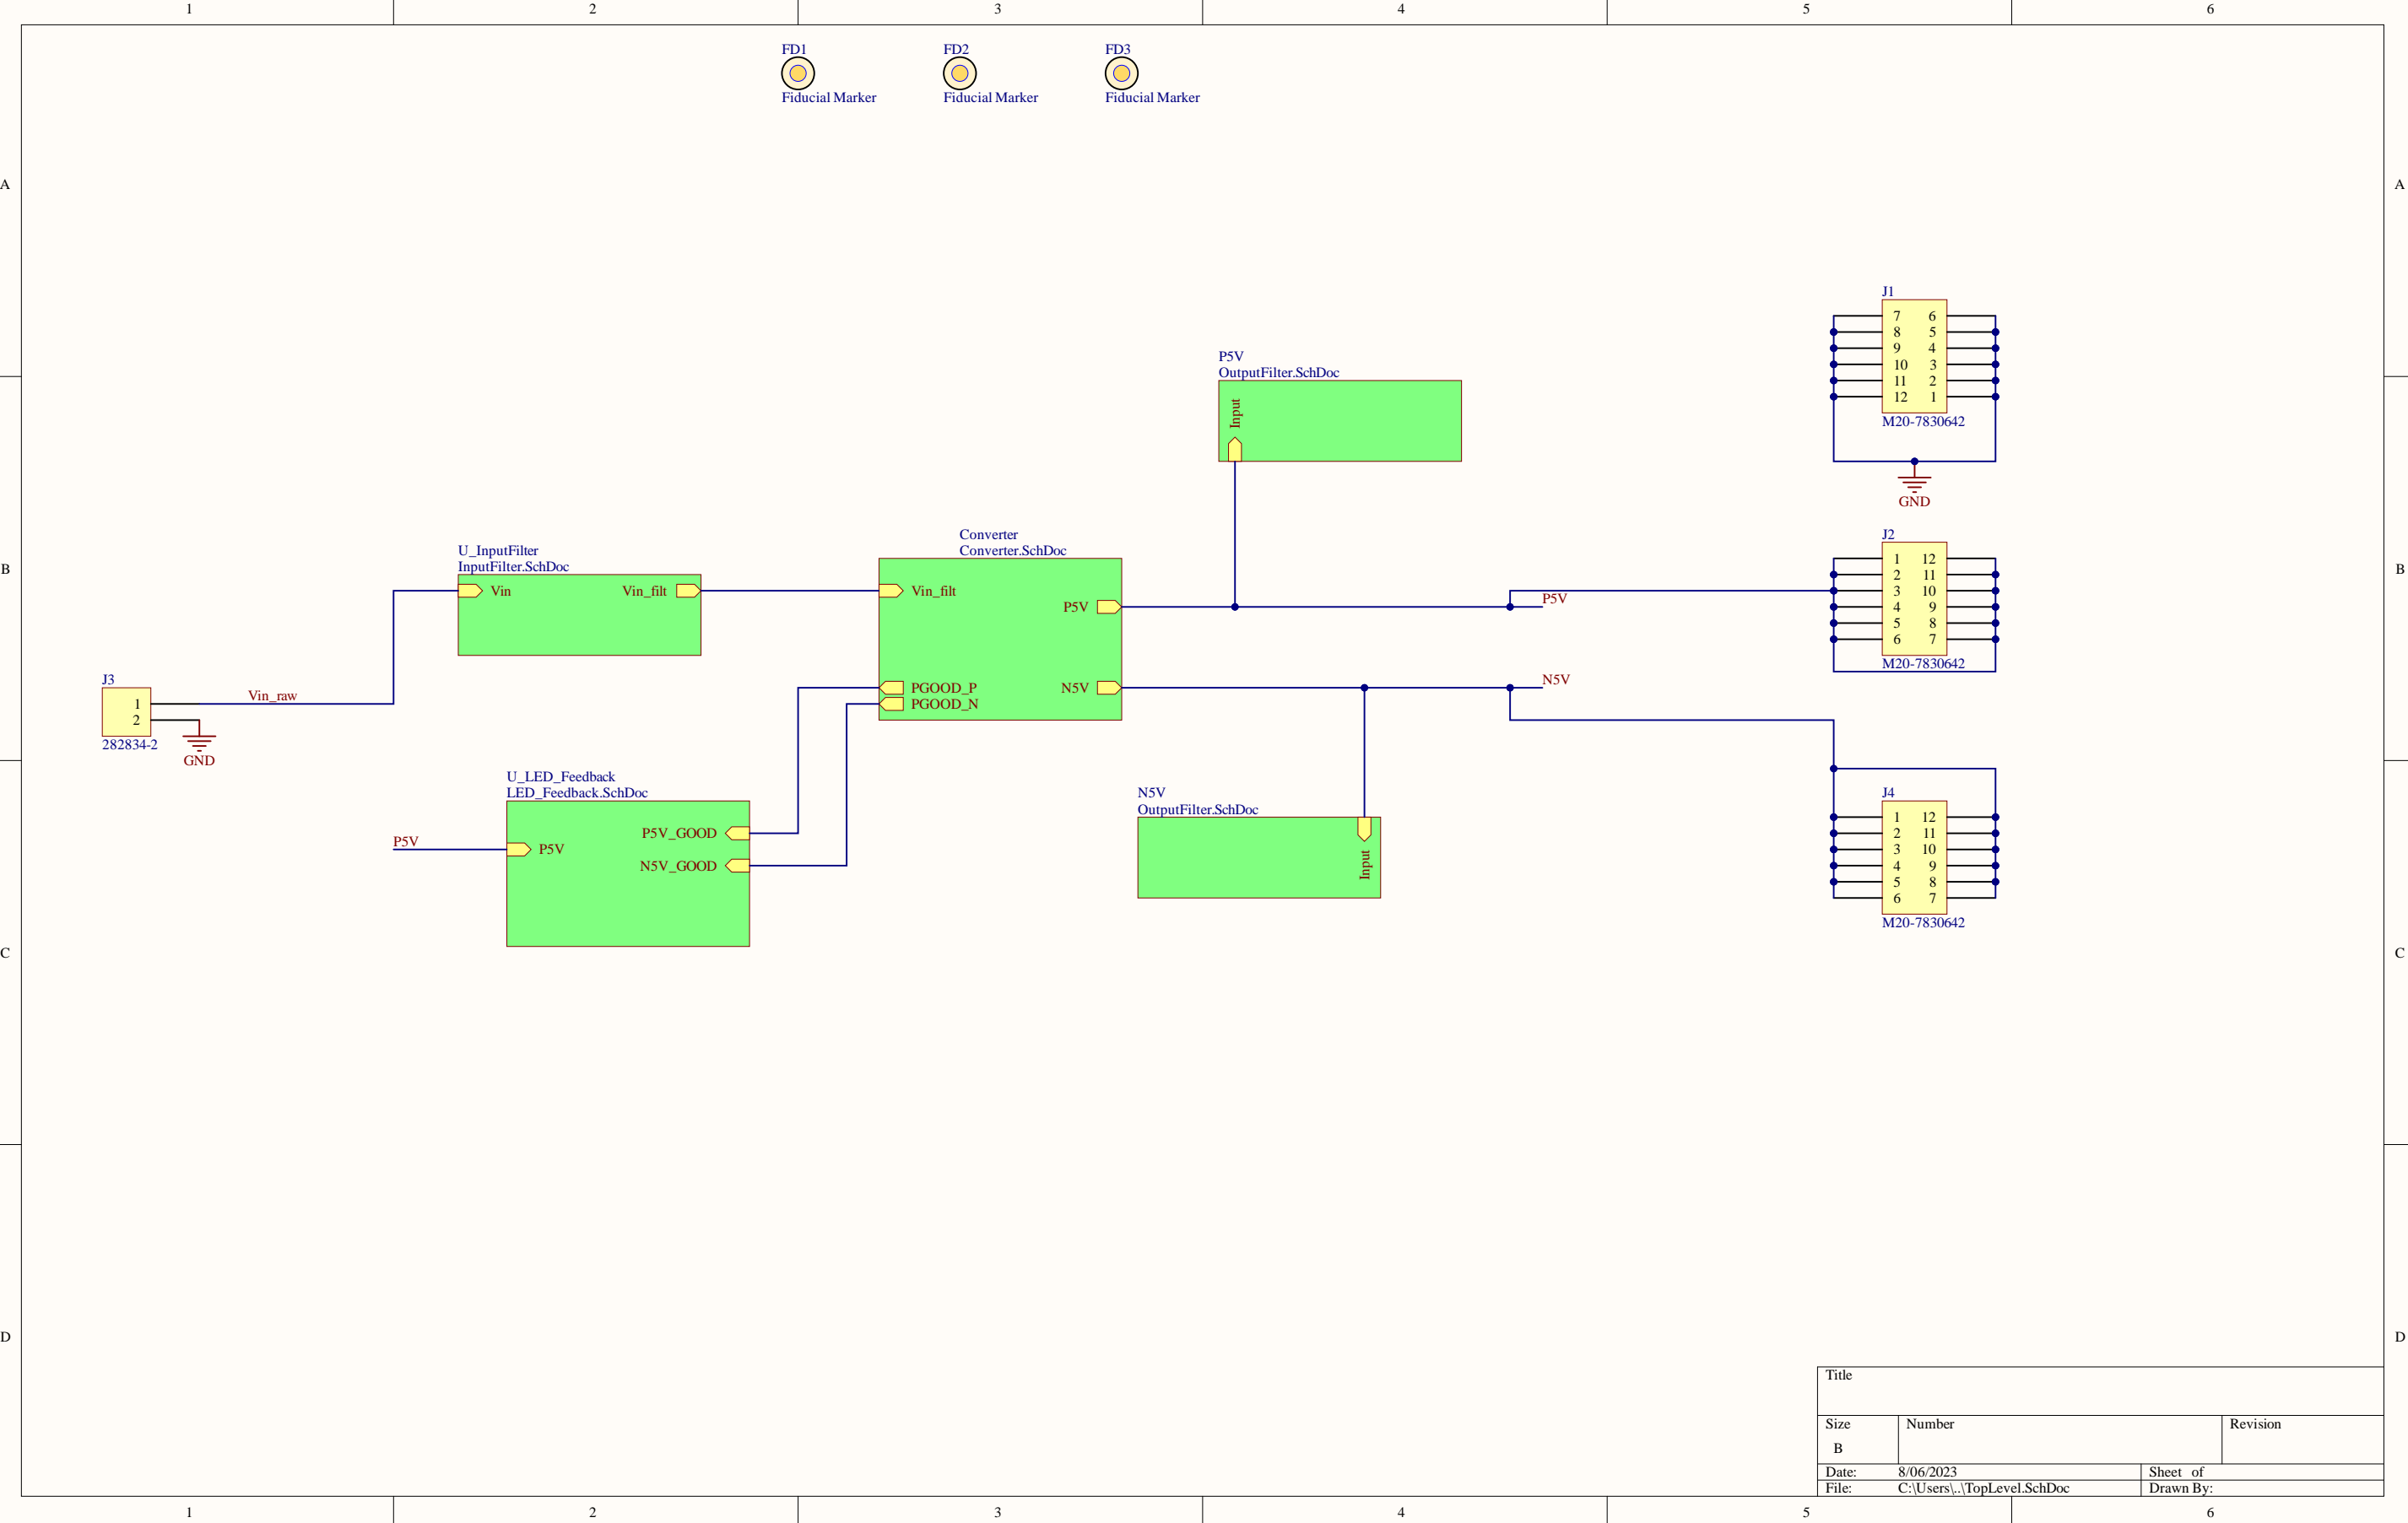 1 2 3 4 5 6
FD1 FD2 FD3
Fiducial Marker Fiducial Marker Fiducial Marker
A A
J1
7 6
8 5
9 4
10 3
11 2
12 1
M20-7830642
GND
P5V
OutputFilter.SchDoc
Input
B B
U_InputFilter
InputFilter.SchDoc
Vin Vin_filt
Converter
Converter.SchDoc
Vin_filt
P5V
PGOOD_P N5V
PGOOD_N
P5V
N5V
J2
1 12
2 11
3 10
4 9
5 8
6 7
M20-7830642
J3
1
2
282834-2
Vin_raw
GND
U_LED_Feedback
LED_Feedback.SchDoc
P5V_GOOD
P5V
P5V
N5V_GOOD
N5V
OutputFilter.SchDoc
Input
J4
1 12
2 11
3 10
4 9
5 8
6 7
M20-7830642
C C
D D
Title
Size Number Revision
B
Date: 8/06/2023 Sheet of
File: C:\Users\..\TopLevel.SchDoc Drawn By:
1 2 3 4 5 6